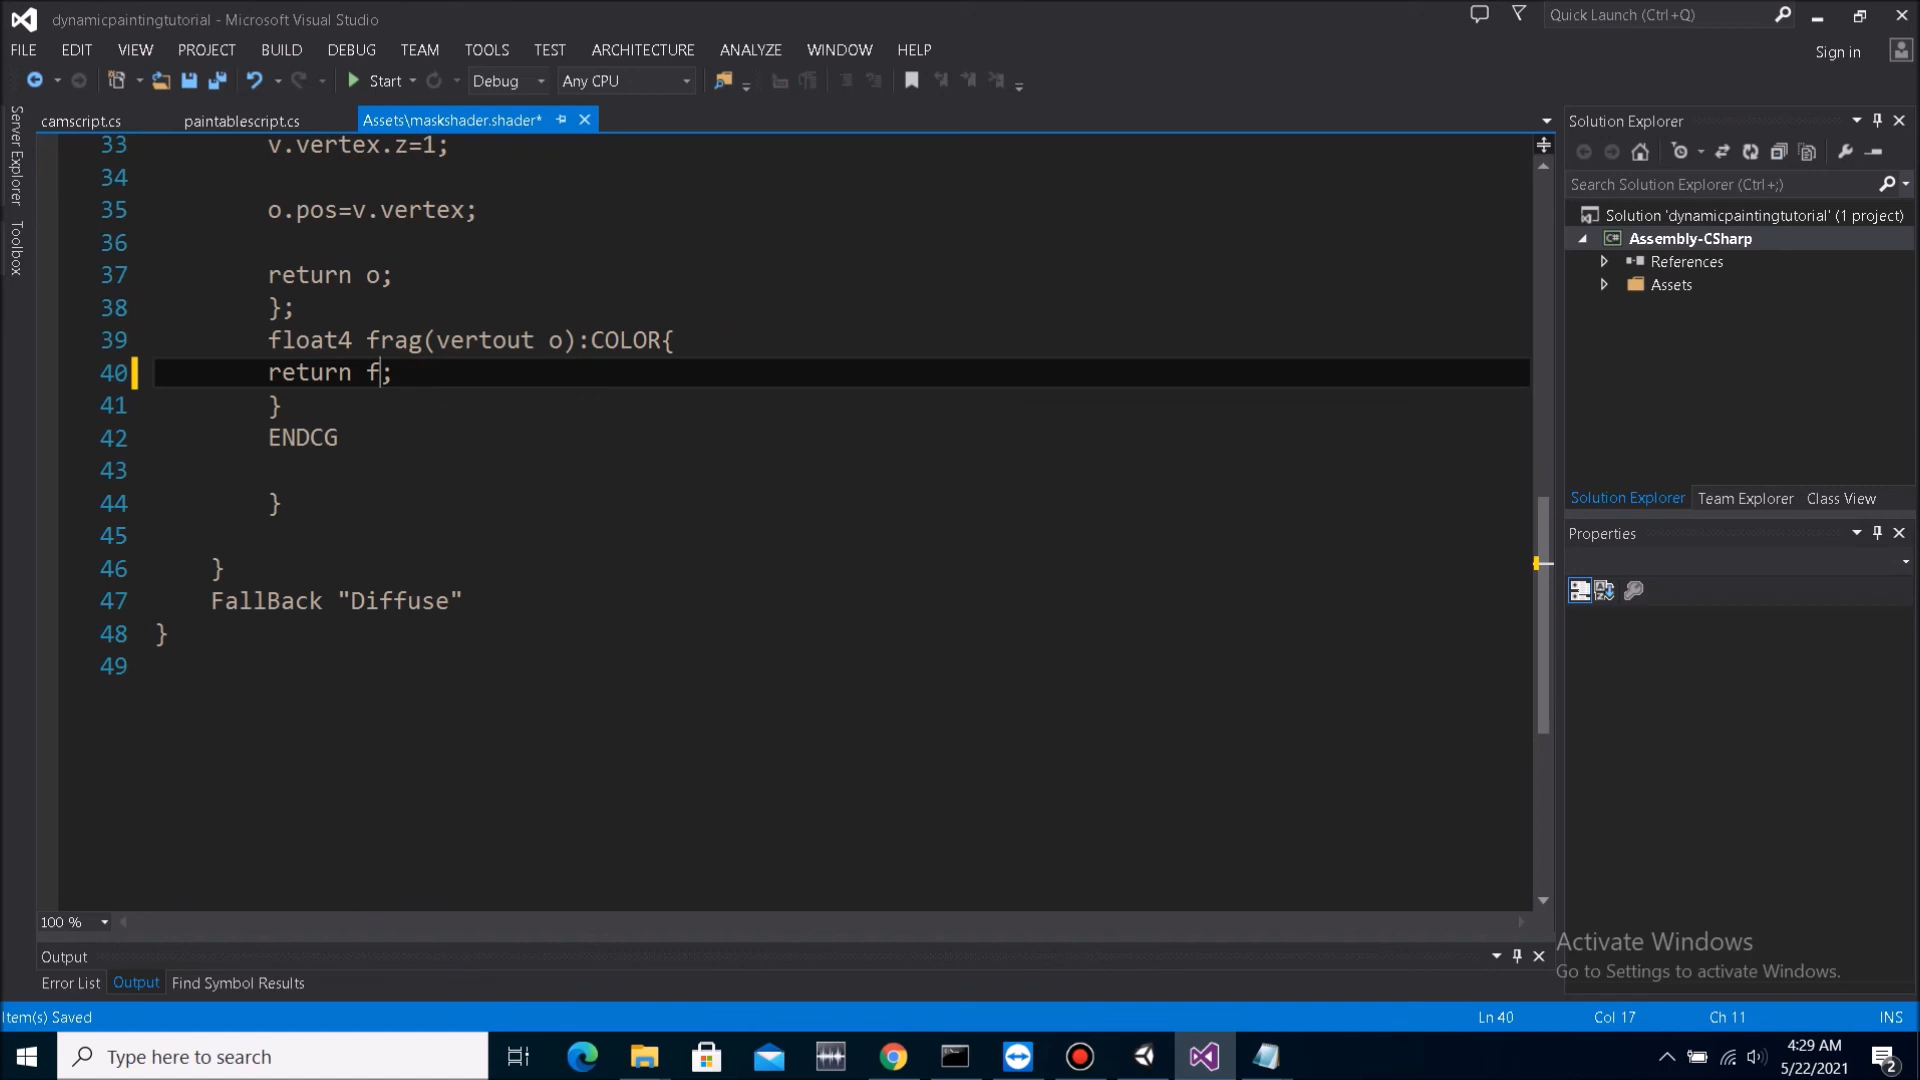 dynamicpaintingtutorial - Microsoft Visual Studio
Quick Launch (Ctrl+Q)
FILE EDIT VIEW PROJECT BUILD DEBUG TEAM TOOLS TEST ARCHITECTURE ANALYZE WINDOW HELP
Sign in
Start Debug Any CPU
Server Explorer
Toolbox
camscript.cs paintablescript.cs Assets\maskshader.shader*
33 v.vertex.z=1;
34
35 o.pos=v.vertex;
36
37 return o;
38 };
39 float4 frag(vertout o):COLOR{
40 return f;
41 }
42 ENDCG
43
44 }
45
46 }
47 FallBack "Diffuse"
48 }
49
100 %
Solution Explorer
Search Solution Explorer (Ctrl+;)
Solution 'dynamicpaintingtutorial' (1 project)
Assembly-CSharp
References
Assets
Solution Explorer Team Explorer Class View
Properties
Activate Windows
Go to Settings to activate Windows.
Output
Error List Output Find Symbol Results
Item(s) Saved Ln 40 Col 17 Ch 11 INS
Type here to search
4:29 AM
5/22/2021
2